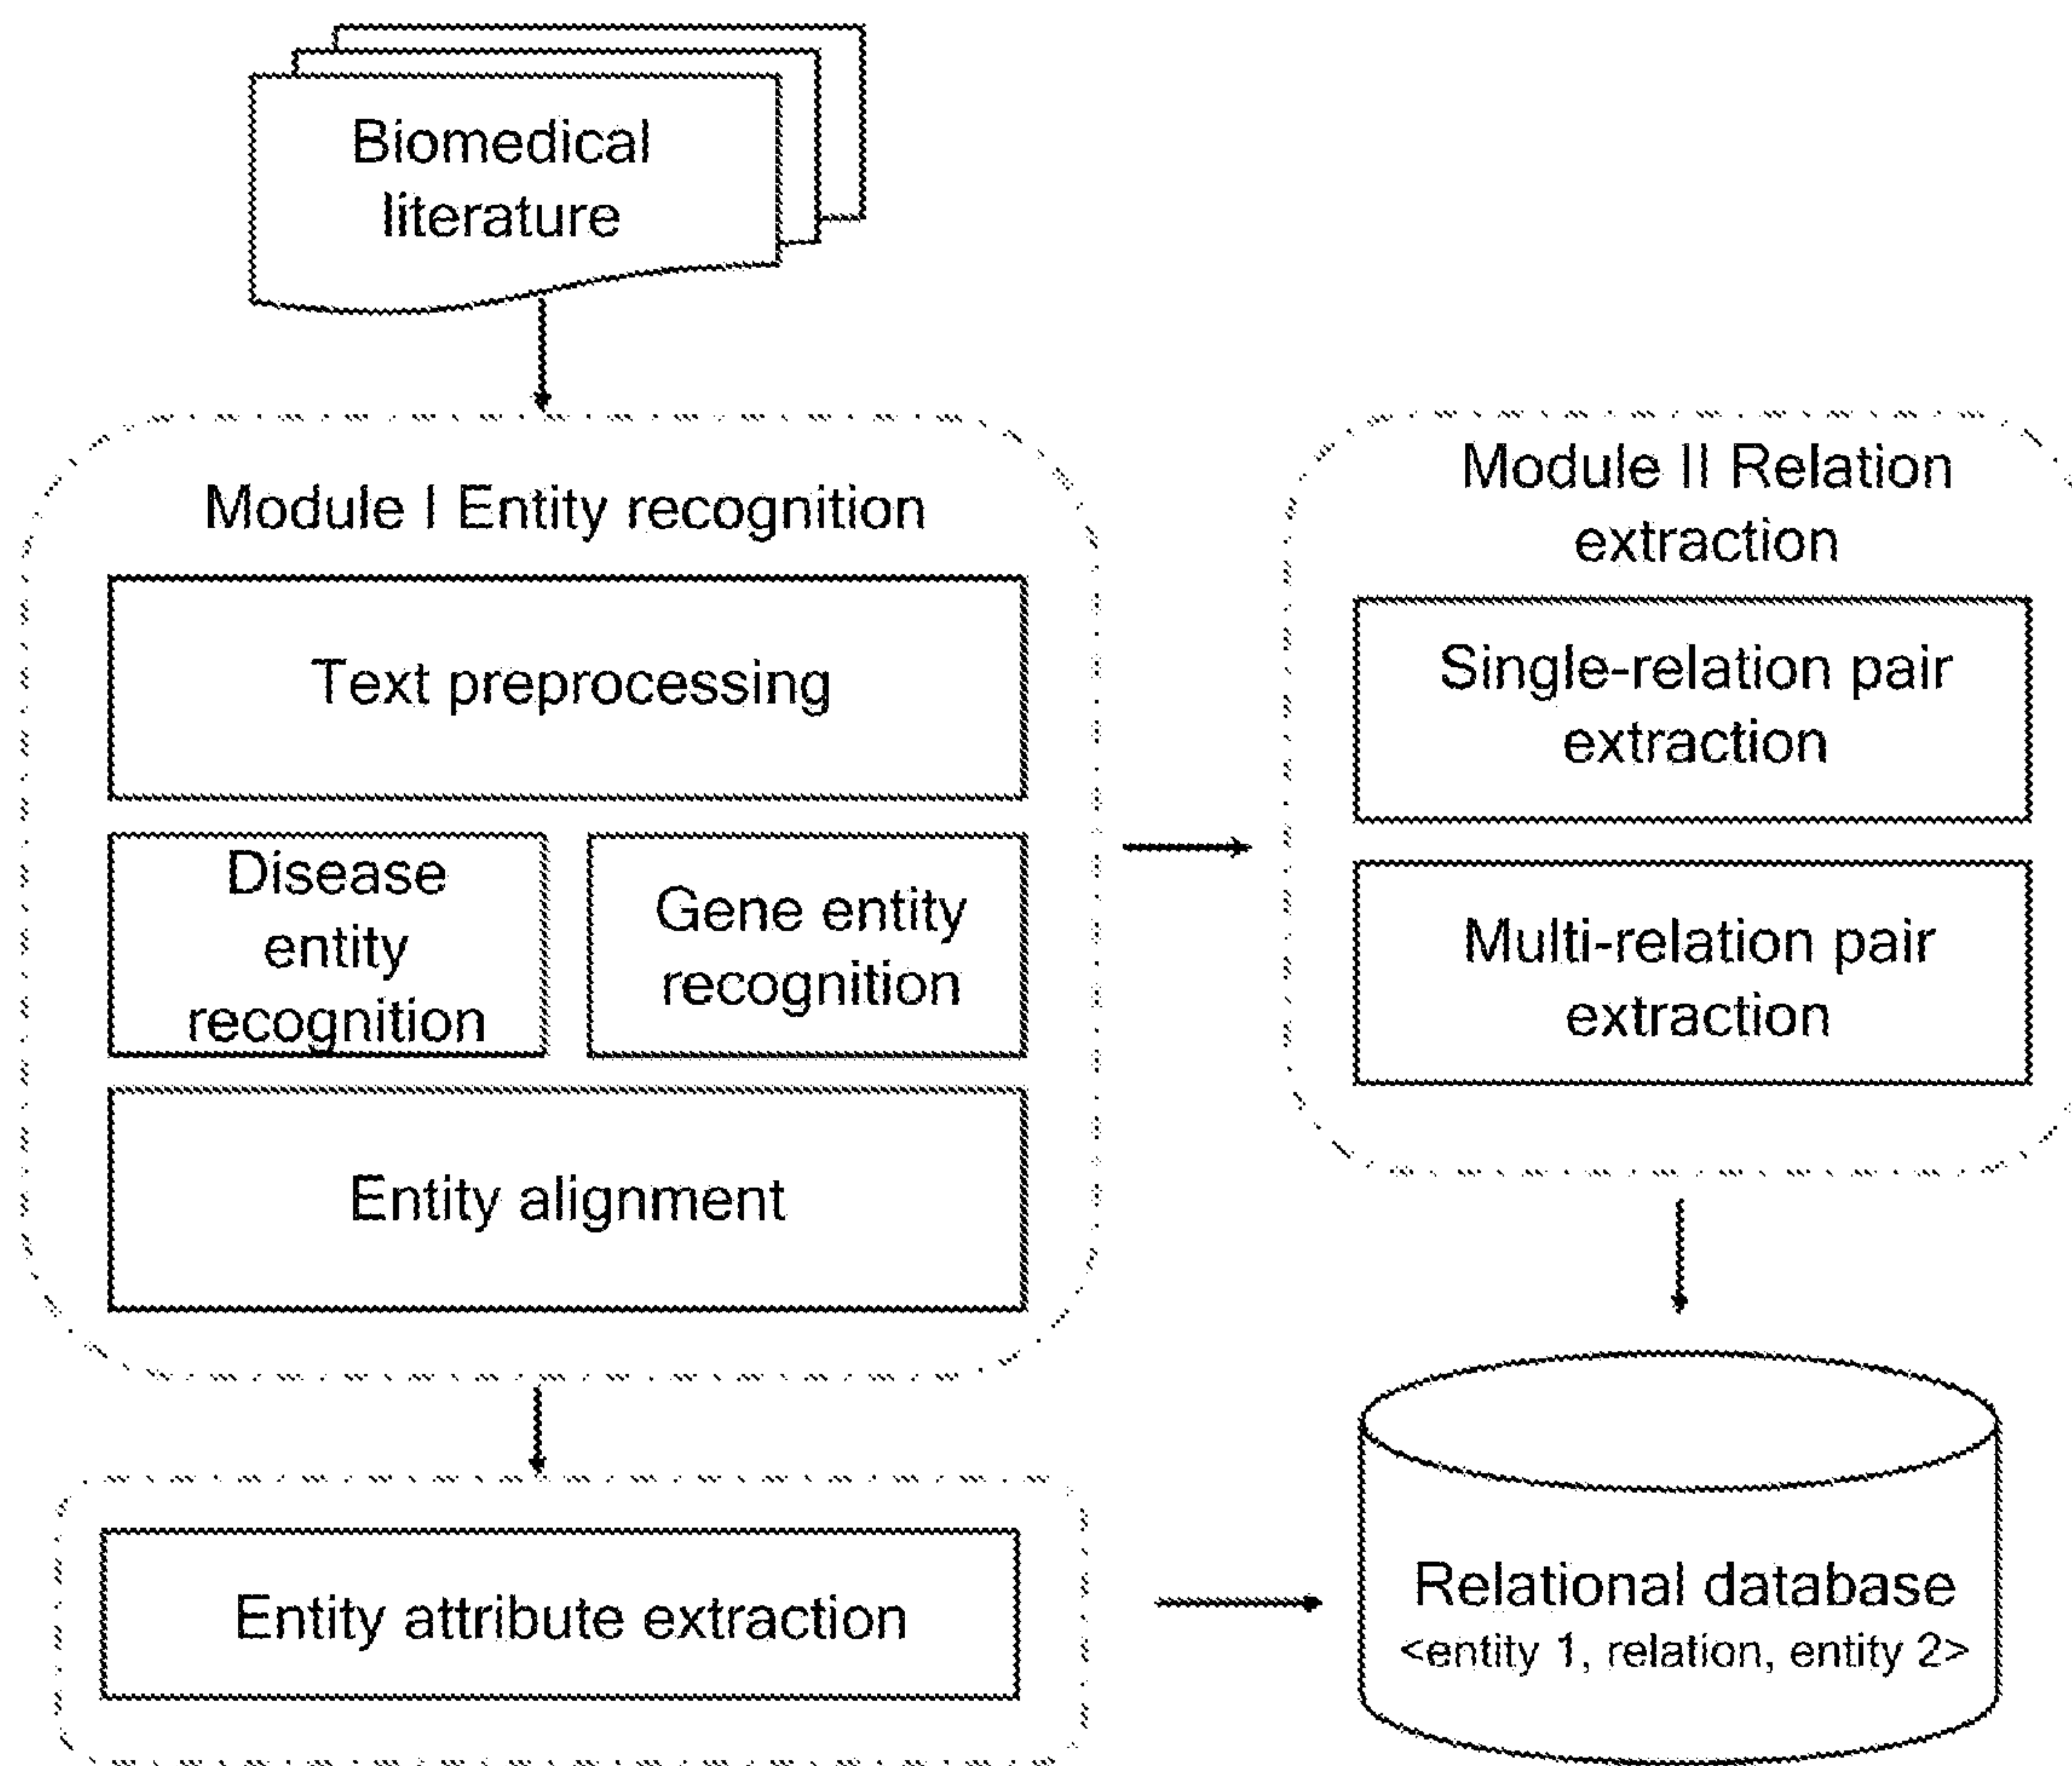 Biomedical
literature
Module I Entity recognition
Text preprocessing
Disease
entity
recognition
Gene entity
recognition
Entity alignment
Entity attribute extraction
Module II Relation
extraction
Single-relation pair
extraction
Multi-relation pair
extraction
Relational database
<entity 1, relation, entity 2>